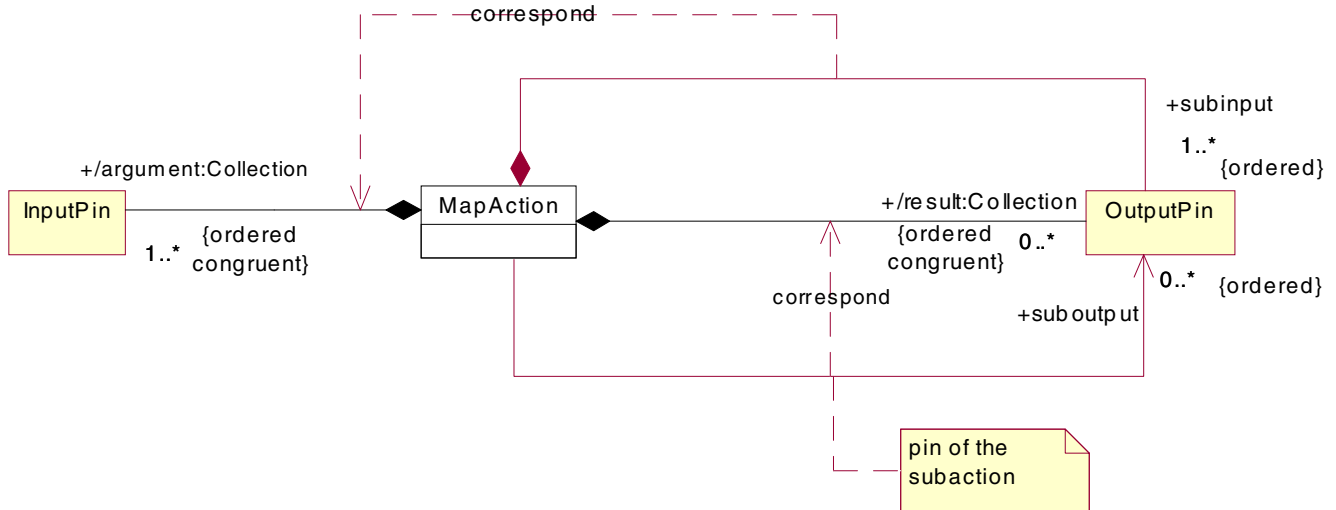 correspond
+subinput
1..*
{ordered}
+/argument:Collection
InputPin
1..*
{ordered
congruent}
MapAction
+/result:Collection
{ordered
congruent}
0..*
OutputPin
0..*
{ordered}
correspond
+suboutput
pin of the
subaction